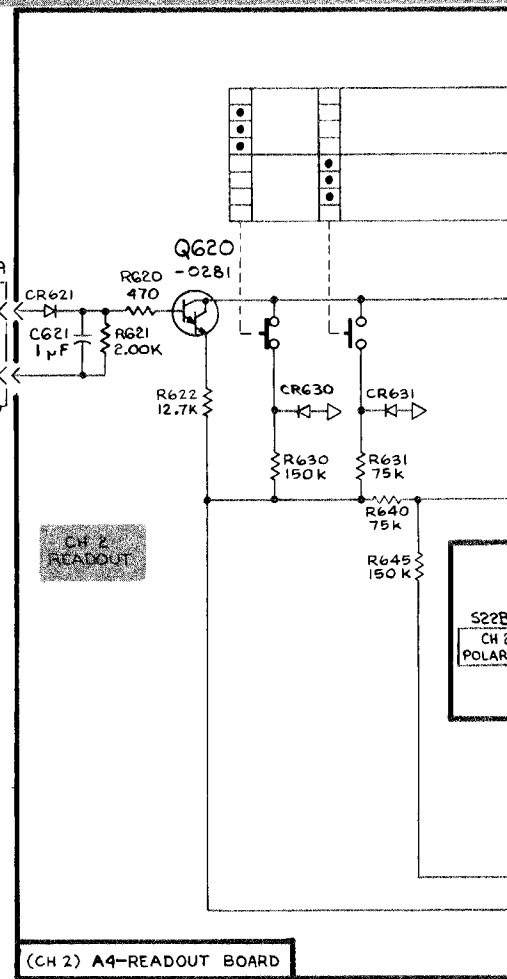 Q620
-0281
A
CR621
R620
470
C621
1µF
R621
2.00K
R622
12.7K
CR630
CR631
R630
150K
R631
75K
R640
75K
R645
150K
CH 2
READOUT
S22B
CH 2
POLAR
(CH 2) A4-READOUT BOARD